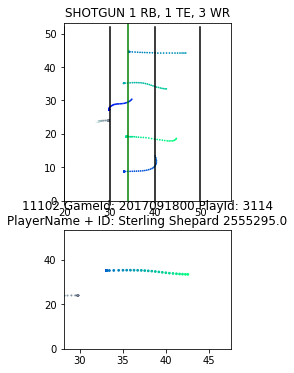 SHOTGUN 1 RB, 1 TE, 3 WR
50
40
30
20
10
0
20 30 40 50
11102 GameId: 2017091800 PlayId: 3114
PlayerName + ID: Sterling Shepard 2555295.0
40
20
0
30 35 40 45